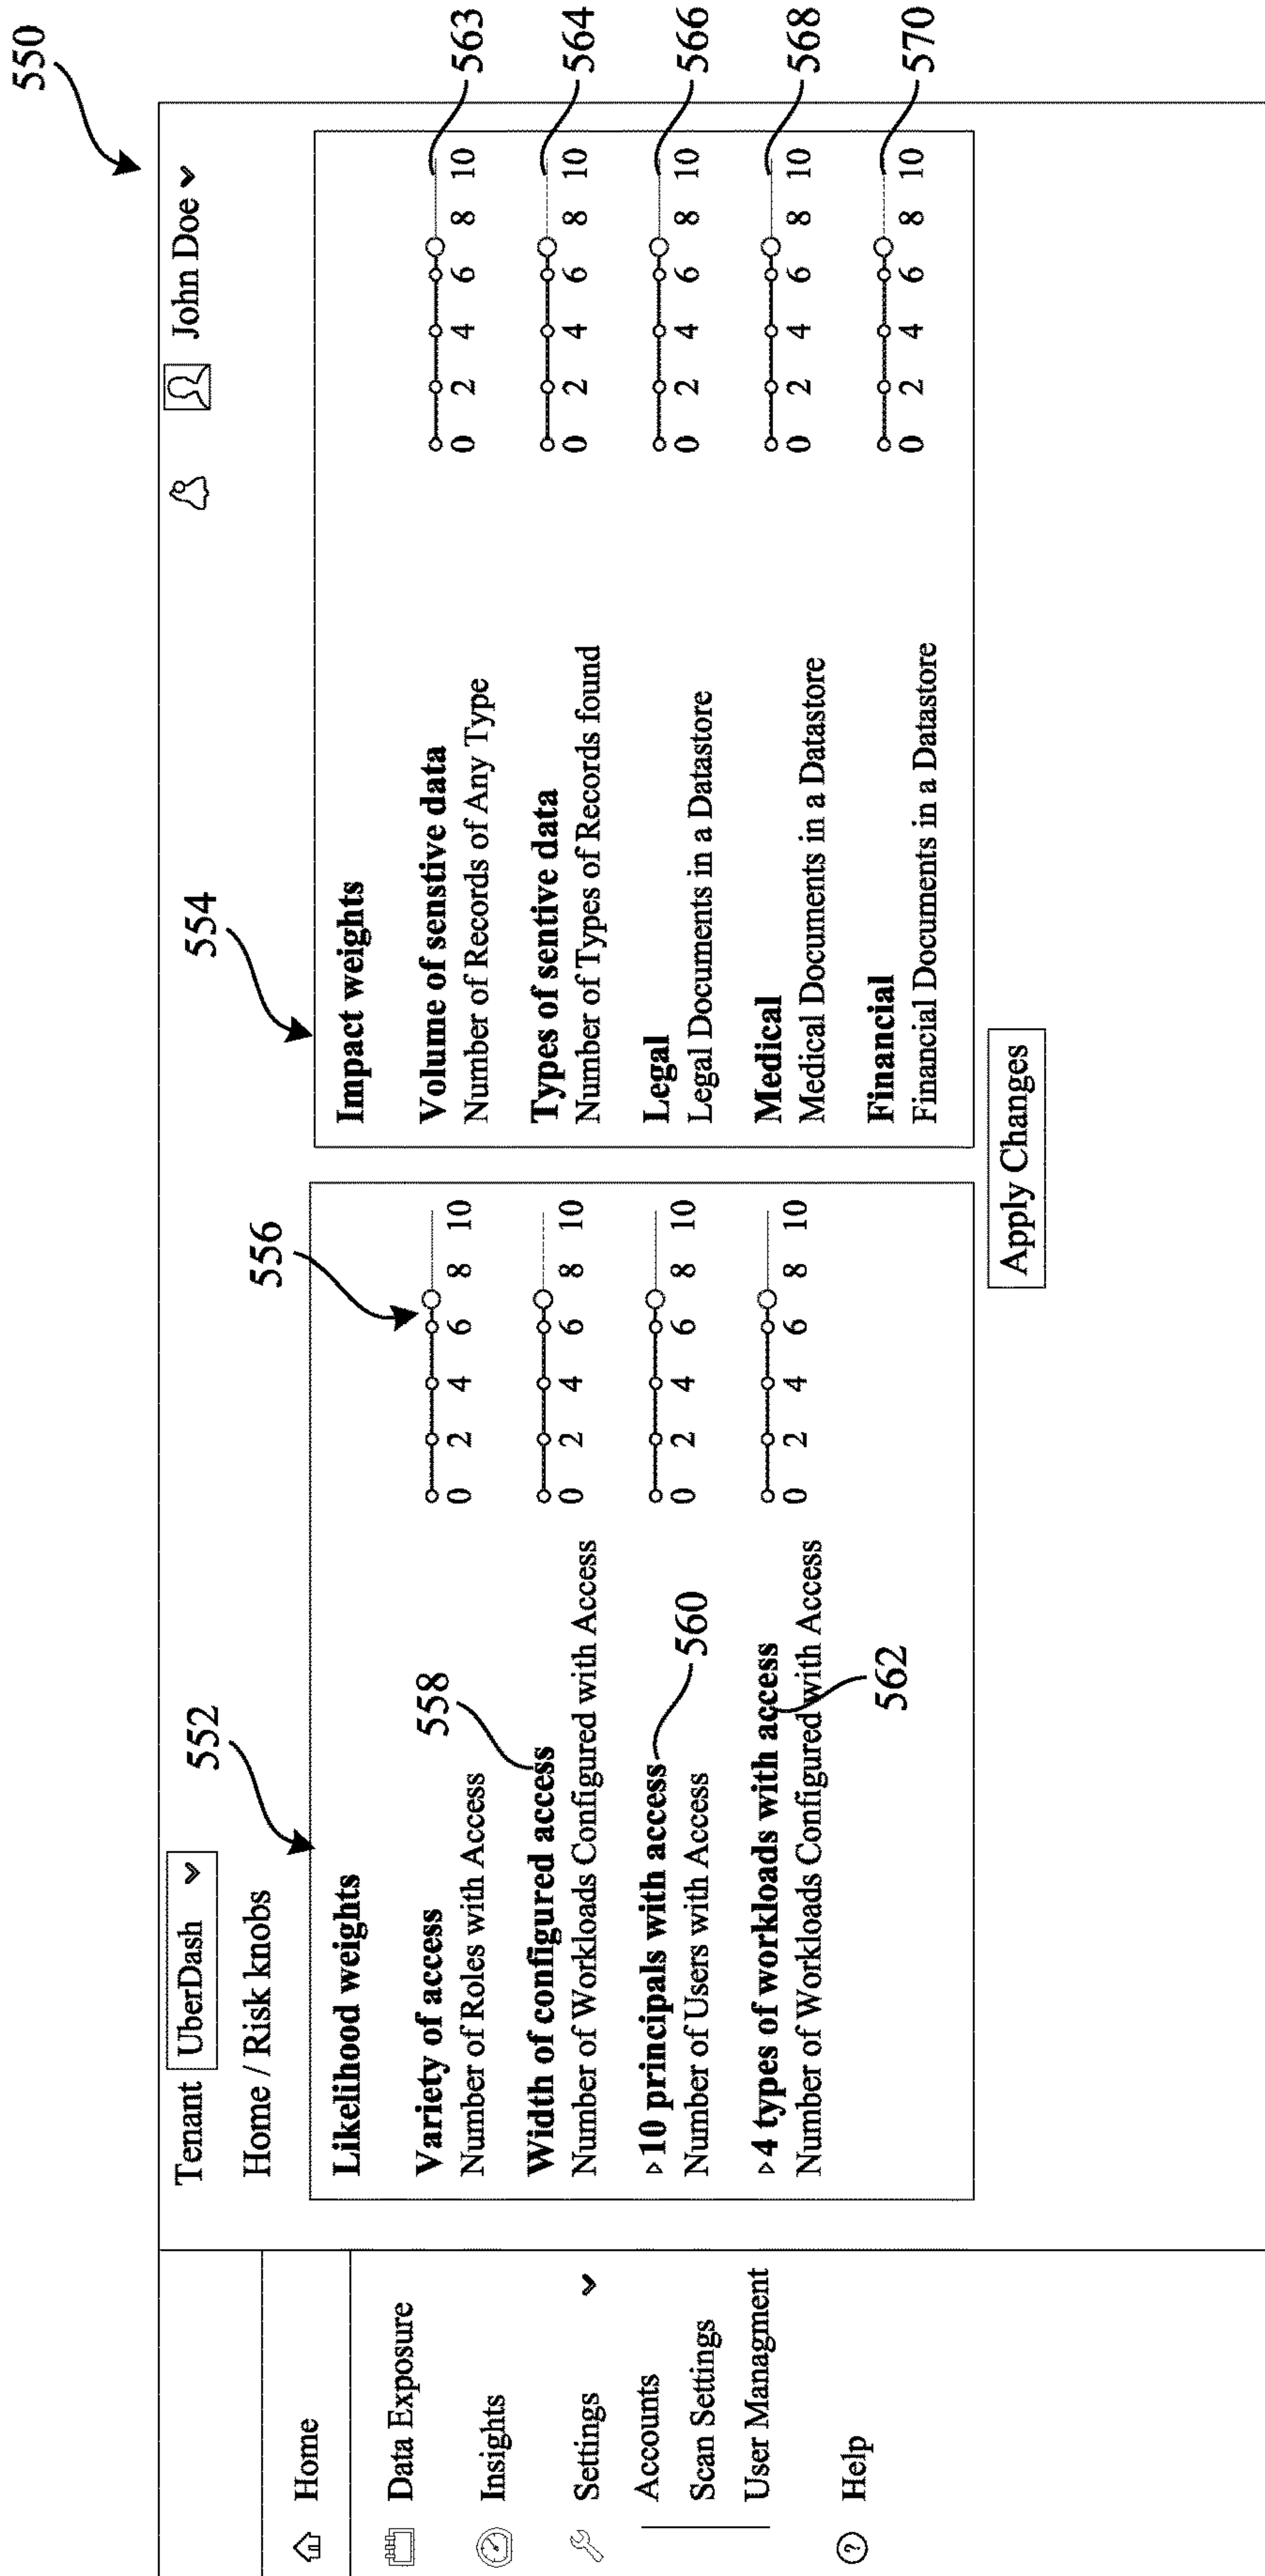 550
Tenant UberDash
John Doe
Home / Risk knobs
Home
Data Exposure
Insights
Settings
Accounts
Scan Settings
User Managment
Help
552
Likelihood weights
556
Variety of access
Number of Roles with Access
0 2 4 6 8 10
558
Width of configured access
Number of Workloads Configured with Access
0 2 4 6 8 10
▹10 principals with access
560
Number of Users with Access
0 2 4 6 8 10
▹4 types of workloads with access
Number of Workloads Configured with Access
0 2 4 6 8 10
562
554
Impact weights
Volume of senstive data
563
Number of Records of Any Type
0 2 4 6 8 10
Types of sentive data
564
Number of Types of Records found
0 2 4 6 8 10
Legal
566
Legal Documents in a Datastore
0 2 4 6 8 10
Medical
568
Medical Documents in a Datastore
0 2 4 6 8 10
Financial
570
Financial Documents in a Datastore
0 2 4 6 8 10
Apply Changes